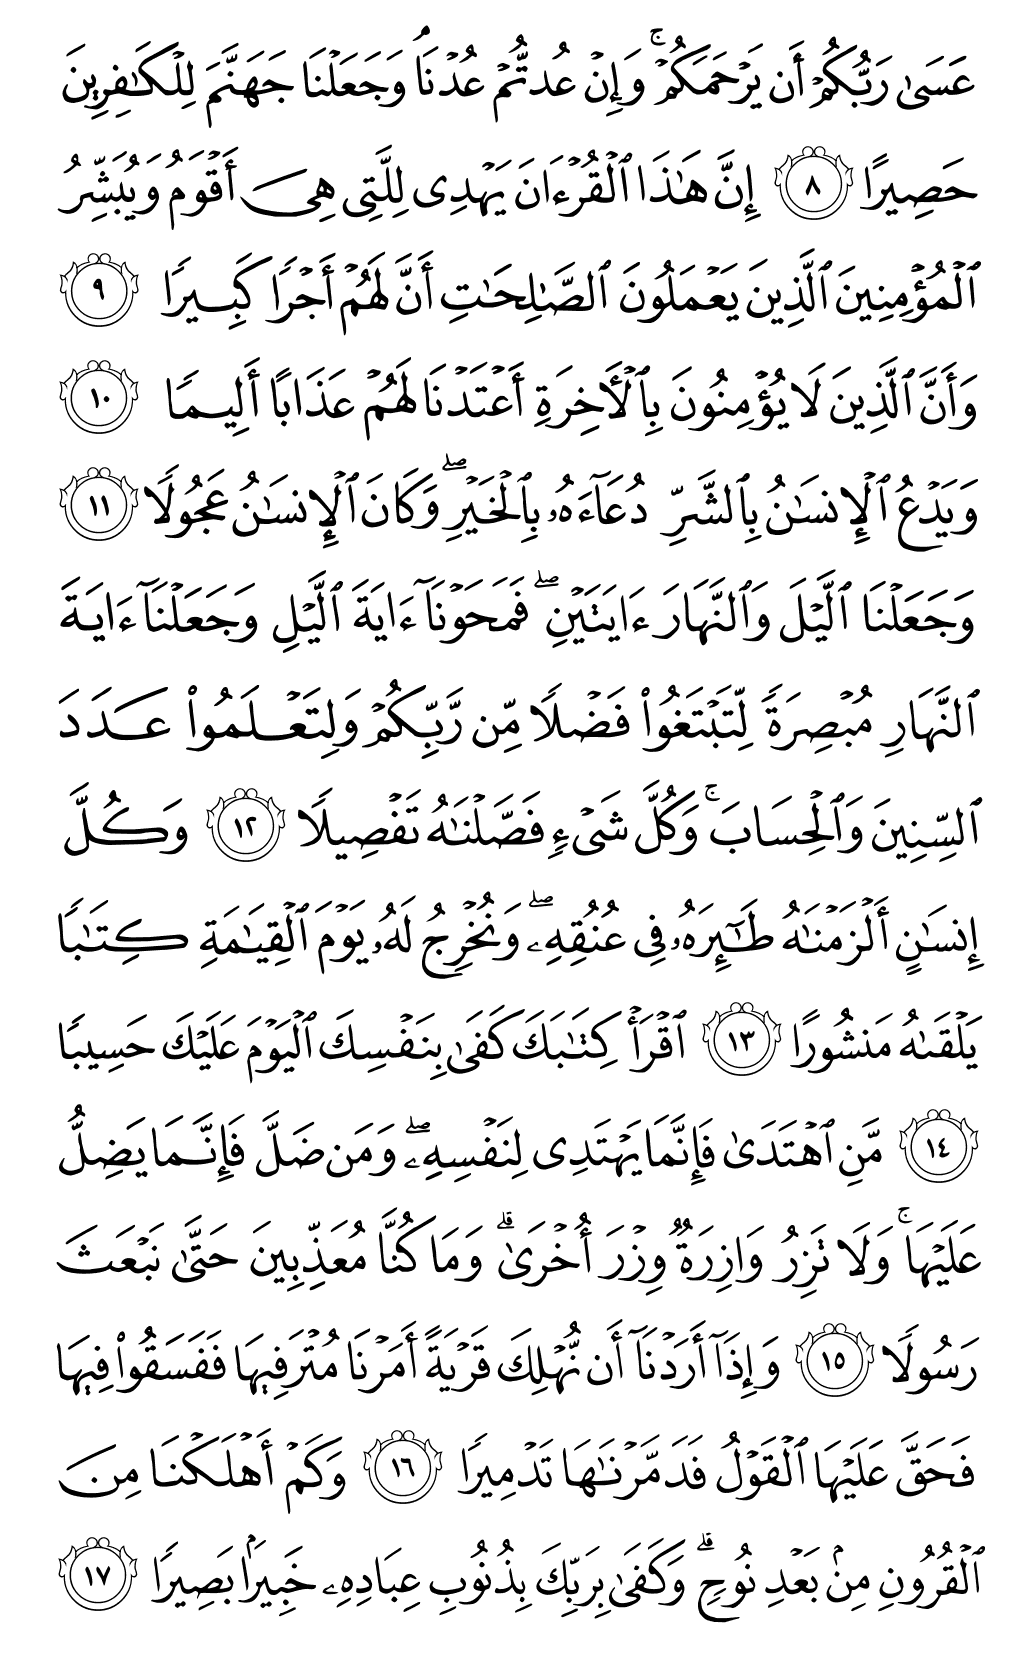 عَسَىٰ رَبُّكُمۡ أَن يَرۡحَمَكُمۡۚ وَإِنۡ عُدتُّمۡ عُدۡنَاۘ وَجَعَلۡنَا جَهَنَّمَ لِلۡكَٰفِرِينَ
حَصِيرًا ٨ إِنَّ هَٰذَا ٱلۡقُرۡءَانَ يَهۡدِي لِلَّتِي هِيَ أَقۡوَمُ وَيُبَشِّرُ
ٱلۡمُؤۡمِنِينَ ٱلَّذِينَ يَعۡمَلُونَ ٱلصَّٰلِحَٰتِ أَنَّ لَهُمۡ أَجۡرٗا كَبِيرٗا ٩
وَأَنَّ ٱلَّذِينَ لَا يُؤۡمِنُونَ بِٱلۡأٓخِرَةِ أَعۡتَدۡنَا لَهُمۡ عَذَابًا أَلِيمٗا ١٠
وَيَدۡعُ ٱلۡإِنسَٰنُ بِٱلشَّرِّ دُعَآءَهُۥ بِٱلۡخَيۡرِۖ وَكَانَ ٱلۡإِنسَٰنُ عَجُولٗا ١١
وَجَعَلۡنَا ٱلَّيۡلَ وَٱلنَّهَارَ ءَايَتَيۡنِۖ فَمَحَوۡنَآ ءَايَةَ ٱلَّيۡلِ وَجَعَلۡنَآ ءَايَةَ
ٱلنَّهَارِ مُبۡصِرَةٗ لِّتَبۡتَغُواْ فَضۡلٗا مِّن رَّبِّكُمۡ وَلِتَعۡلَمُواْ عَدَدَ
ٱلسِّنِينَ وَٱلۡحِسَابَۚ وَكُلَّ شَيۡءٖ فَصَّلۡنَٰهُ تَفۡصِيلٗا ١٢ وَكُلَّ
إِنسَٰنٍ أَلۡزَمۡنَٰهُ طَٰٓئِرَهُۥ فِي عُنُقِهِۦۖ وَنُخۡرِجُ لَهُۥ يَوۡمَ ٱلۡقِيَٰمَةِ كِتَٰبٗا
يَلۡقَىٰهُ مَنشُورًا ١٣ ٱقۡرَأۡ كِتَٰبَكَ كَفَىٰ بِنَفۡسِكَ ٱلۡيَوۡمَ عَلَيۡكَ حَسِيبٗا
١٤ مَّنِ ٱهۡتَدَىٰ فَإِنَّمَا يَهۡتَدِي لِنَفۡسِهِۦۖ وَمَن ضَلَّ فَإِنَّمَا يَضِلُّ
عَلَيۡهَاۚ وَلَا تَزِرُ وَازِرَةٞ وِزۡرَ أُخۡرَىٰۗ وَمَا كُنَّا مُعَذِّبِينَ حَتَّىٰ نَبۡعَثَ
رَسُولٗا ١٥ وَإِذَآ أَرَدۡنَآ أَن نُّهۡلِكَ قَرۡيَةً أَمَرۡنَا مُتۡرَفِيهَا فَفَسَقُواْ فِيهَا
فَحَقَّ عَلَيۡهَا ٱلۡقَوۡلُ فَدَمَّرۡنَٰهَا تَدۡمِيرٗا ١٦ وَكَمۡ أَهۡلَكۡنَا مِنَ
ٱلۡقُرُونِ مِنۢ بَعۡدِ نُوحٖۗ وَكَفَىٰ بِرَبِّكَ بِذُنُوبِ عِبَادِهِۦ خَبِيرَۢا بَصِيرٗا ١٧